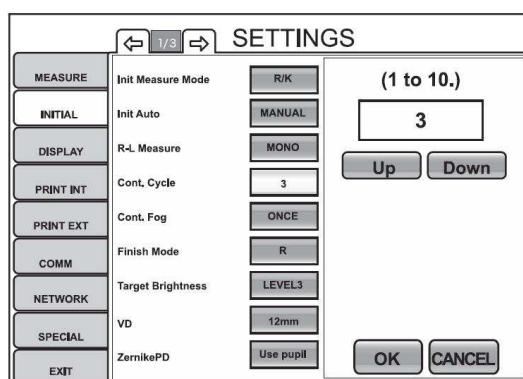 1/3 SETTINGS
MEASURE
INITIAL
DISPLAY
PRINT INT
PRINT EXT
COMM
NETWORK
SPECIAL
EXIT
Init Measure Mode R/K
Init Auto MANUAL
R-L Measure MONO
Cont. Cycle 3
Cont. Fog ONCE
Finish Mode R
Target Brightness LEVEL3
VD 12mm
ZernikePD Use pupil
(1 to 10.)
3
Up Down
OK CANCEL